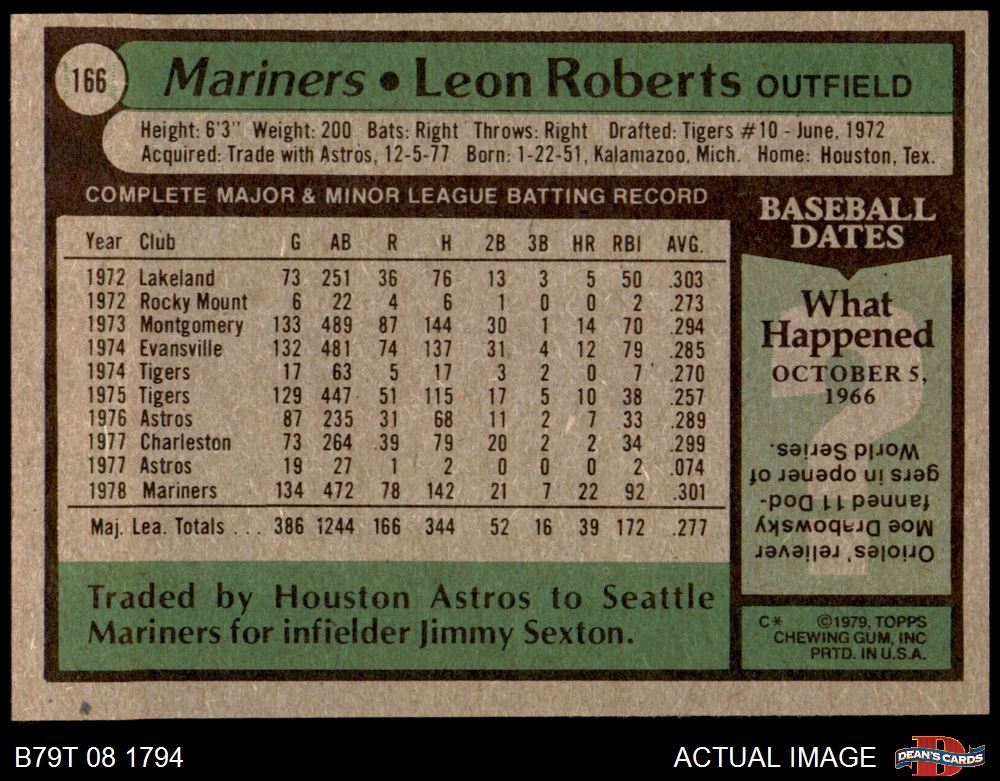 166
Mariners • Leon Roberts OUTFIELD
Height: 6'3" Weight: 200 Bats: Right Throws: Right Drafted: Tigers #10 - June, 1972
Acquired: Trade with Astros, 12-5-77 Born: 1-22-51, Kalamazoo, Mich. Home: Houston, Tex.
COMPLETE MAJOR & MINOR LEAGUE BATTING RECORD
Year Club G AB R H 2B 3B HR RBI AVG.
1972 Lakeland 73 251 36 76 13 3 5 50 .303
1972 Rocky Mount 6 22 4 6 1 0 0 2 .273
1973 Montgomery 133 489 87 144 30 1 14 70 .294
1974 Evansville 132 481 74 137 31 4 12 79 .285
1974 Tigers 17 63 5 17 3 2 0 7 .270
1975 Tigers 129 447 51 115 17 5 10 38 .257
1976 Astros 87 235 31 68 11 2 7 33 .289
1977 Charleston 73 264 39 79 20 2 2 34 .299
1977 Astros 19 27 1 2 0 0 0 2 .074
1978 Mariners 134 472 78 142 21 7 22 92 .301
Maj. Lea. Totals . . . 386 1244 166 344 52 16 39 172 .277
Traded by Houston Astros to Seattle
Mariners for infielder Jimmy Sexton.
BASEBALL
DATES
What
Happened
OCTOBER 5,
1966
Orioles' reliever
Moe Drabowsky
fanned 11 Dod-
gers in opener of
World Series.
C* ©1979, TOPPS
CHEWING GUM, INC
PRTD. IN U.S.A.
B79T 08 1794
ACTUAL IMAGE
D
DEAN'S CARDS